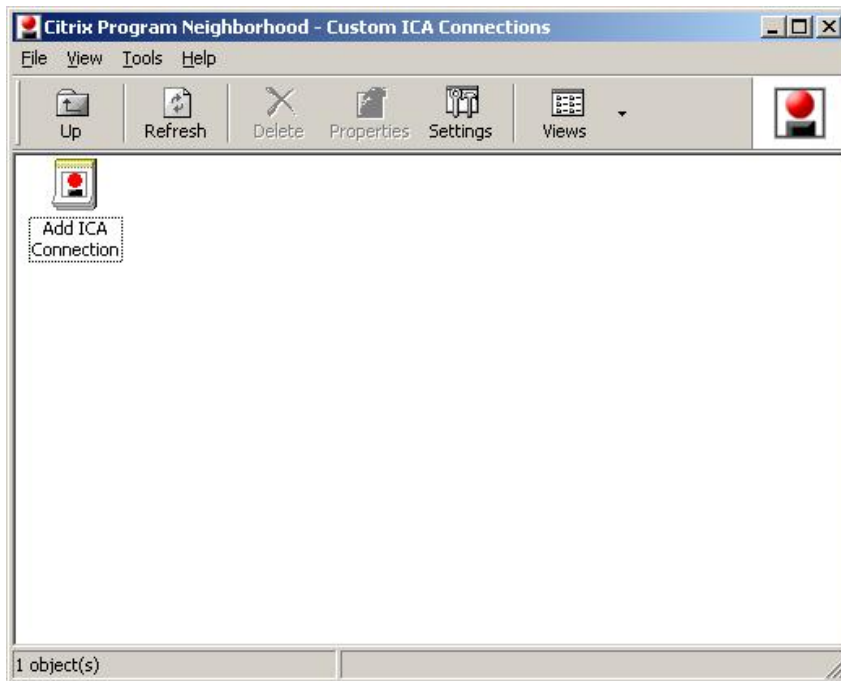 Citrix Program Neighborhood - Custom ICA Connections
File View Tools Help
Up Refresh Delete Properties Settings Views
Add ICA
Connection
1 object(s)